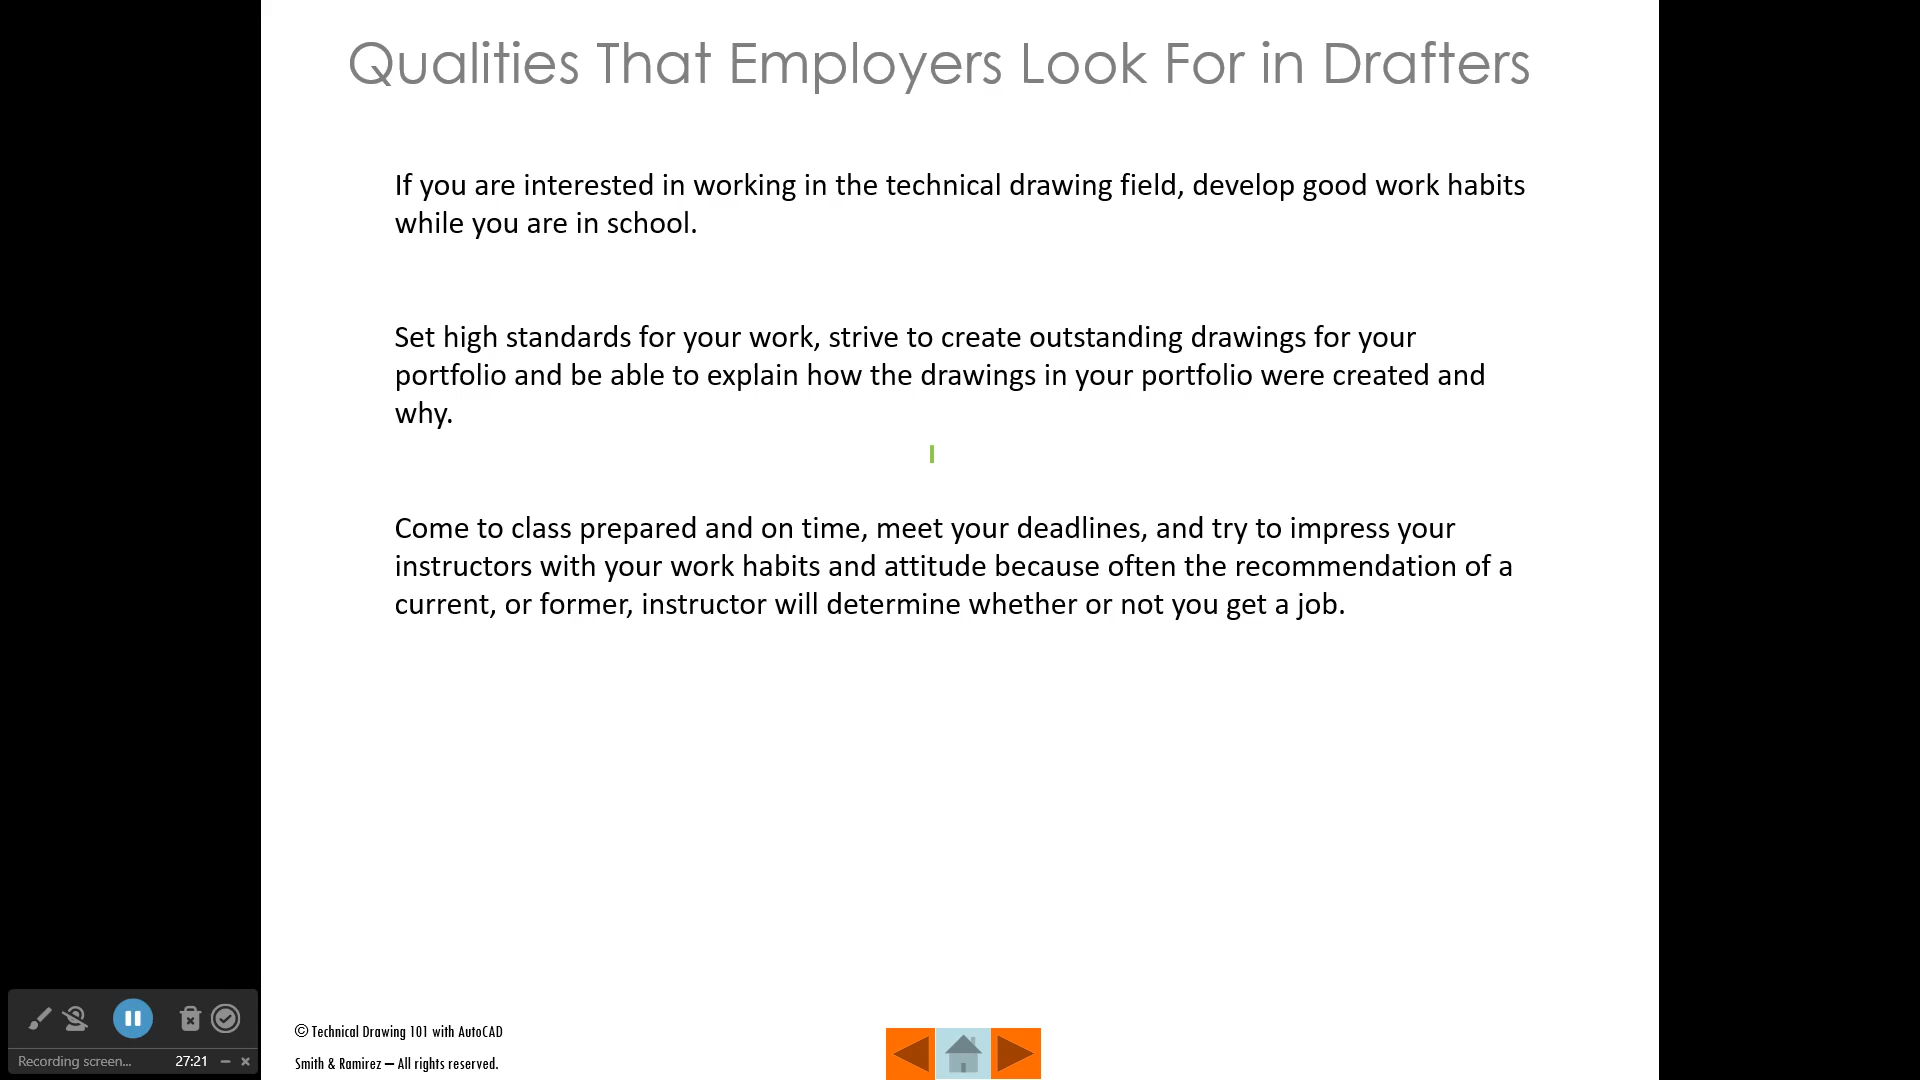 Qualities That Employers Look For in Drafters
If you are interested in working in the technical drawing field, develop good work habits
while you are in school.
Set high standards for your work, strive to create outstanding drawings for your
portfolio and be able to explain how the drawings in your portfolio were created and
why.
Come to class prepared and on time, meet your deadlines, and try to impress your
instructors with your work habits and attitude because often the recommendation of a
current, or former, instructor will determine whether or not you get a job.
© Technical Drawing 101 with AutoCAD
Smith & Ramirez – All rights reserved.
Recording screen... 27:21